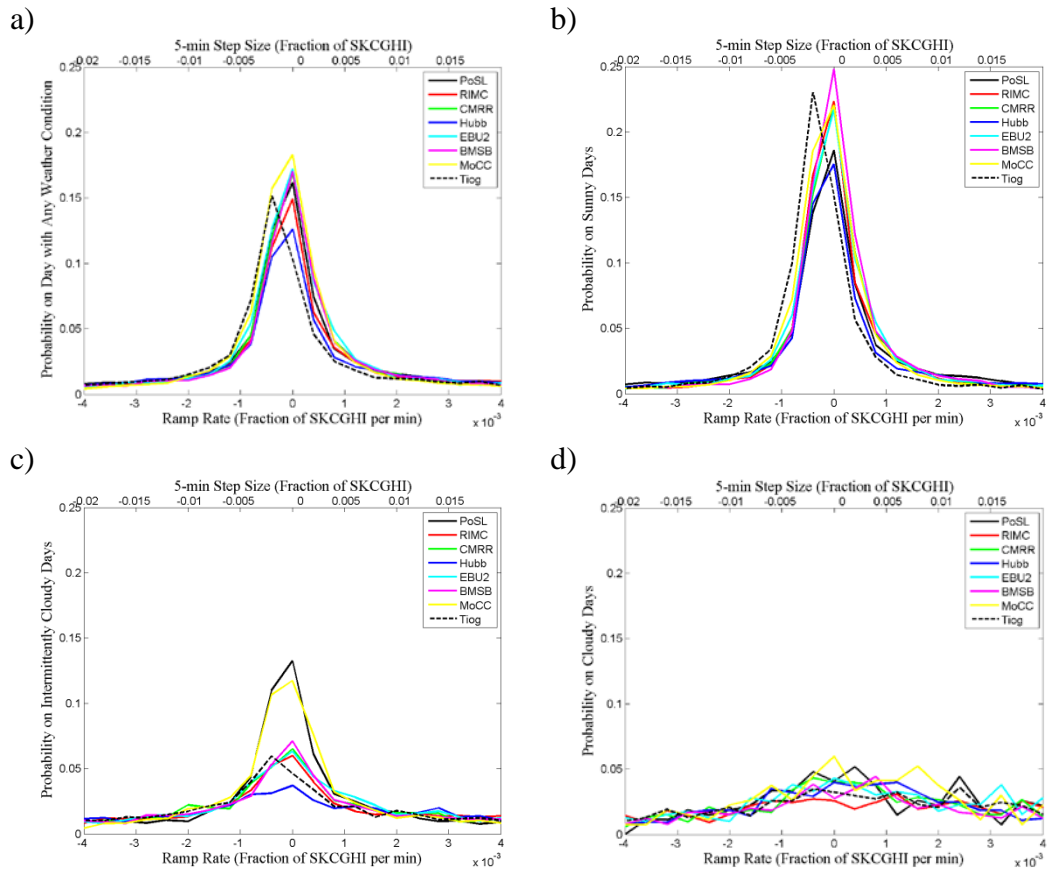 a)
5-min Step Size (Fraction of SKCGHI)
-0.02 -0.015 -0.01 -0.005 0 0.005 0.01 0.015
0.25
0.2
0.15
0.1
0.05
0
Probability on Day with Any Weather Condition
PoSL
RIMC
CMRR
Hubb
EBU2
BMSB
MoCC
Tiog
-4 -3 -2 -1 0 1 2 3 4
Ramp Rate (Fraction of SKCGHI per min)
x 10⁻³
b)
5-min Step Size (Fraction of SKCGHI)
-0.02 -0.015 -0.01 -0.005 0 0.005 0.01 0.015
0.25
0.2
0.15
0.1
0.05
0
Probability on Sunny Days
PoSL
RIMC
CMRR
Hubb
EBU2
BMSB
MoCC
Tiog
-4 -3 -2 -1 0 1 2 3 4
Ramp Rate (Fraction of SKCGHI per min)
x 10⁻³
c)
5-min Step Size (Fraction of SKCGHI)
-0.02 -0.015 -0.01 -0.005 0 0.005 0.01 0.015
0.25
0.2
0.15
0.1
0.05
0
Probability on Intermittently Cloudy Days
PoSL
RIMC
CMRR
Hubb
EBU2
BMSB
MoCC
Tiog
-4 -3 -2 -1 0 1 2 3 4
Ramp Rate (Fraction of SKCGHI per min)
x 10⁻³
d)
5-min Step Size (Fraction of SKCGHI)
-0.02 -0.015 -0.01 -0.005 0 0.005 0.01 0.015
0.25
0.2
0.15
0.1
0.05
0
Probability on Cloudy Days
PoSL
RIMC
CMRR
Hubb
EBU2
BMSB
MoCC
Tiog
-4 -3 -2 -1 0 1 2 3 4
Ramp Rate (Fraction of SKCGHI per min)
x 10⁻³